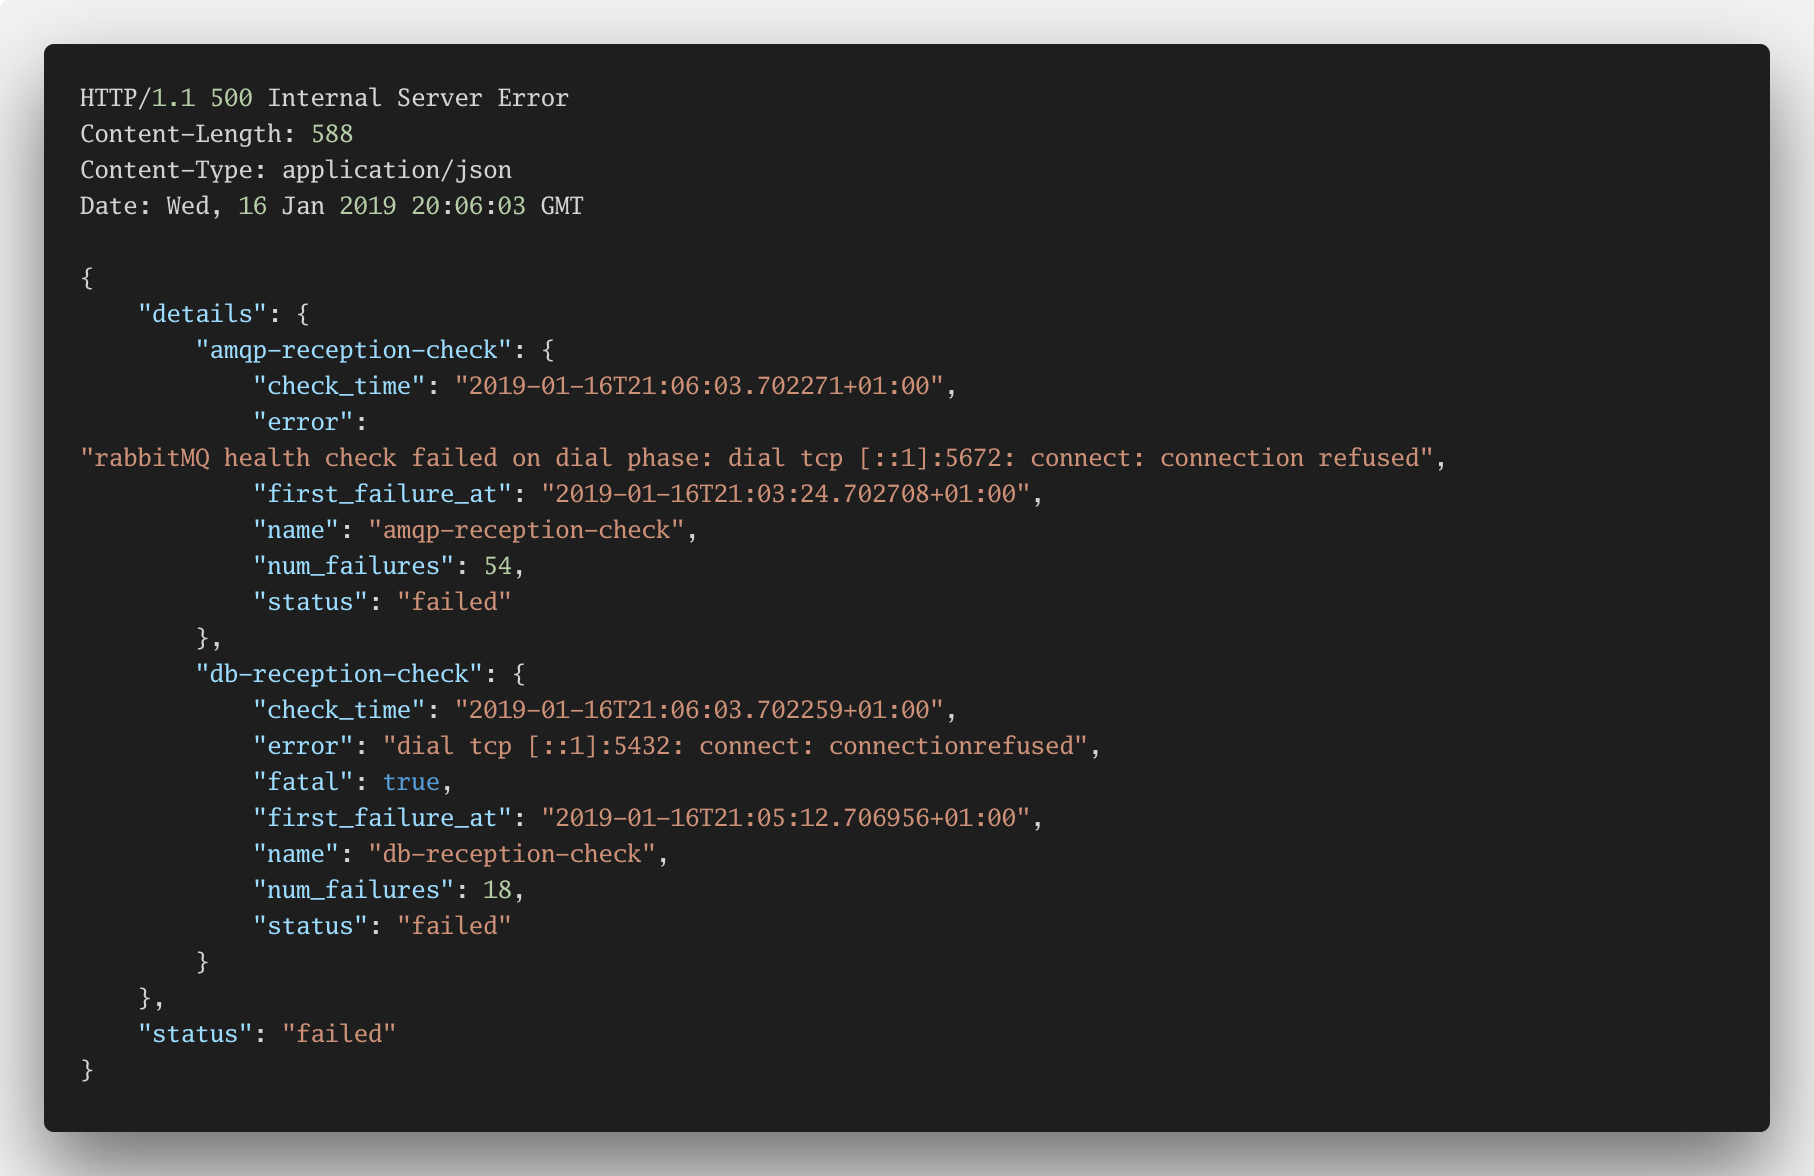 HTTP/1.1 500 Internal Server Error
Content-Length: 588
Content-Type: application/json
Date: Wed, 16 Jan 2019 20:06:03 GMT

{
    "details": {
        "amqp-reception-check": {
            "check_time": "2019-01-16T21:06:03.702271+01:00",
            "error":
"rabbitMQ health check failed on dial phase: dial tcp [::1]:5672: connect: connection refused",
            "first_failure_at": "2019-01-16T21:03:24.702708+01:00",
            "name": "amqp-reception-check",
            "num_failures": 54,
            "status": "failed"
        },
        "db-reception-check": {
            "check_time": "2019-01-16T21:06:03.702259+01:00",
            "error": "dial tcp [::1]:5432: connect: connectionrefused",
            "fatal": true,
            "first_failure_at": "2019-01-16T21:05:12.706956+01:00",
            "name": "db-reception-check",
            "num_failures": 18,
            "status": "failed"
        }
    },
    "status": "failed"
}